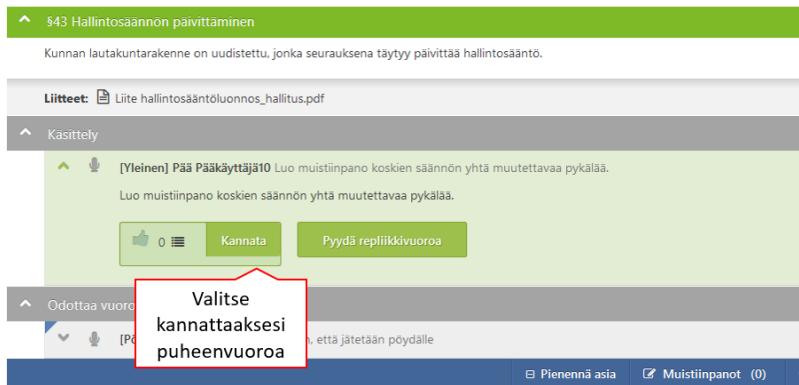 §43 Hallintosäännön päivittäminen
Kunnan lautakuntarakenne on uudistettu, jonka seurauksena täytyy päivittää hallintosääntö.
Liitteet: Liite hallintosääntöluonnos_hallitus.pdf
Käsittely
[Yleinen] Pää Pääkäyttäjä10 Luo muistiinpano koskien säännön yhtä muutettavaa pykälää.
Luo muistiinpano koskien säännön yhtä muutettavaa pykälää.
0 Kannata Pyydä repliikkivuoroa
Valitse
kannattaaksesi
puheenvuoroa
Odottaa
että jätetään pöydälle
Pienennä asia Muistiinpanot (0)